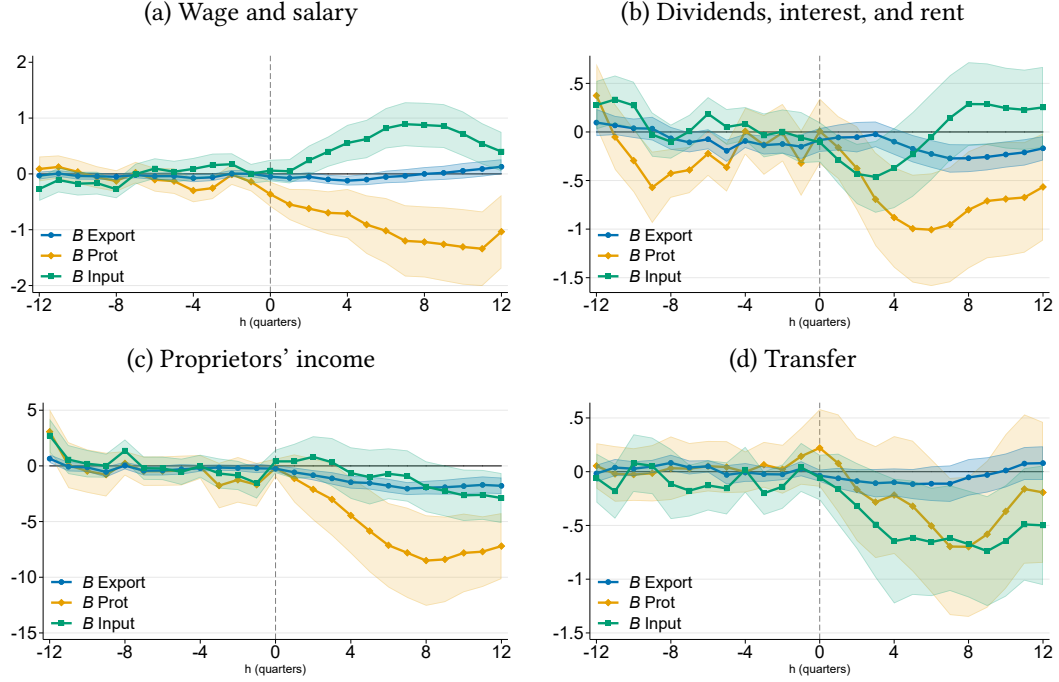 (a) Wage and salary
2
1
0
-1
-2
B Export
B Prot
B Input
-12 -8 -4 0 4 8 12
h (quarters)
(b) Dividends, interest, and rent
.5
0
-.5
-1
-1.5
B Export
B Prot
B Input
-12 -8 -4 0 4 8 12
h (quarters)
(c) Proprietors’ income
5
0
-5
-10
-15
B Export
B Prot
B Input
-12 -8 -4 0 4 8 12
h (quarters)
(d) Transfer
.5
0
-.5
-1
-1.5
B Export
B Prot
B Input
-12 -8 -4 0 4 8 12
h (quarters)